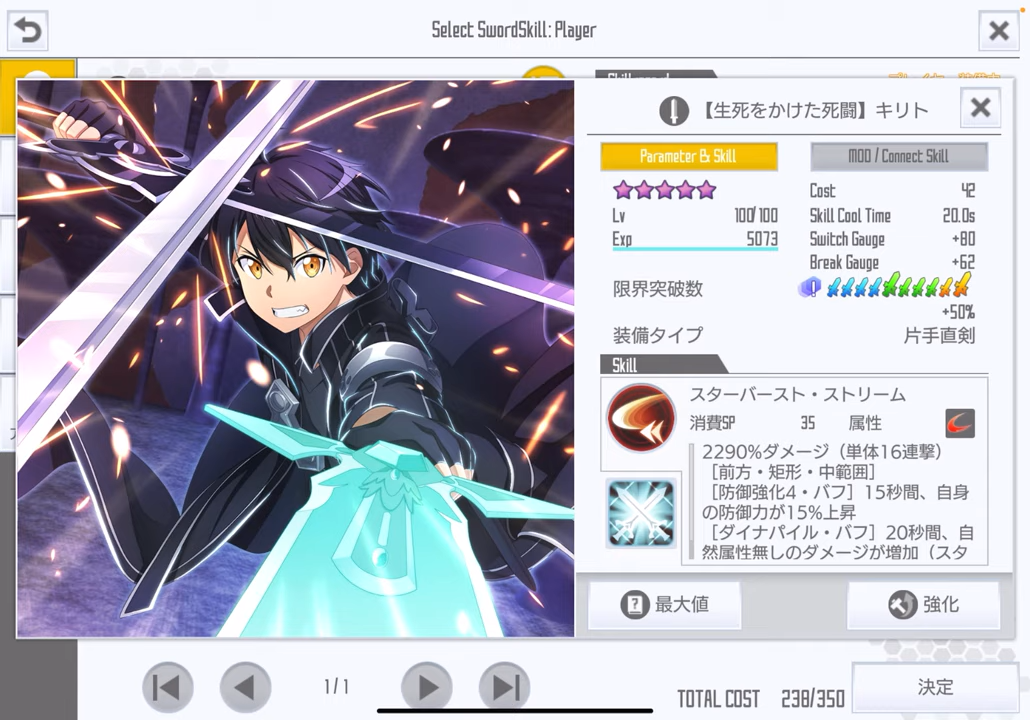 Select SwordSkill: Player
【生死をかけた死闘】キリト
Parameter & Skill
MOD / Connect Skill
Lv 100/100
Exp 5073
Cost 42
Skill Cool Time 20.0s
Switch Gauge +80
Break Gauge +62
限界突破数
+50%
装備タイプ 片手直剣
Skill
スターバースト・ストリーム
消費SP 35 属性
2290%ダメージ（単体16連撃）
［前方・矩形・中範囲］
［防御強化4・バフ］15秒間、自身
の防御力が15%上昇
［ダイナパイル・バフ］20秒間、自
然属性無しのダメージが増加（スタ
最大値
強化
1/1
TOTAL COST 238/350
決定